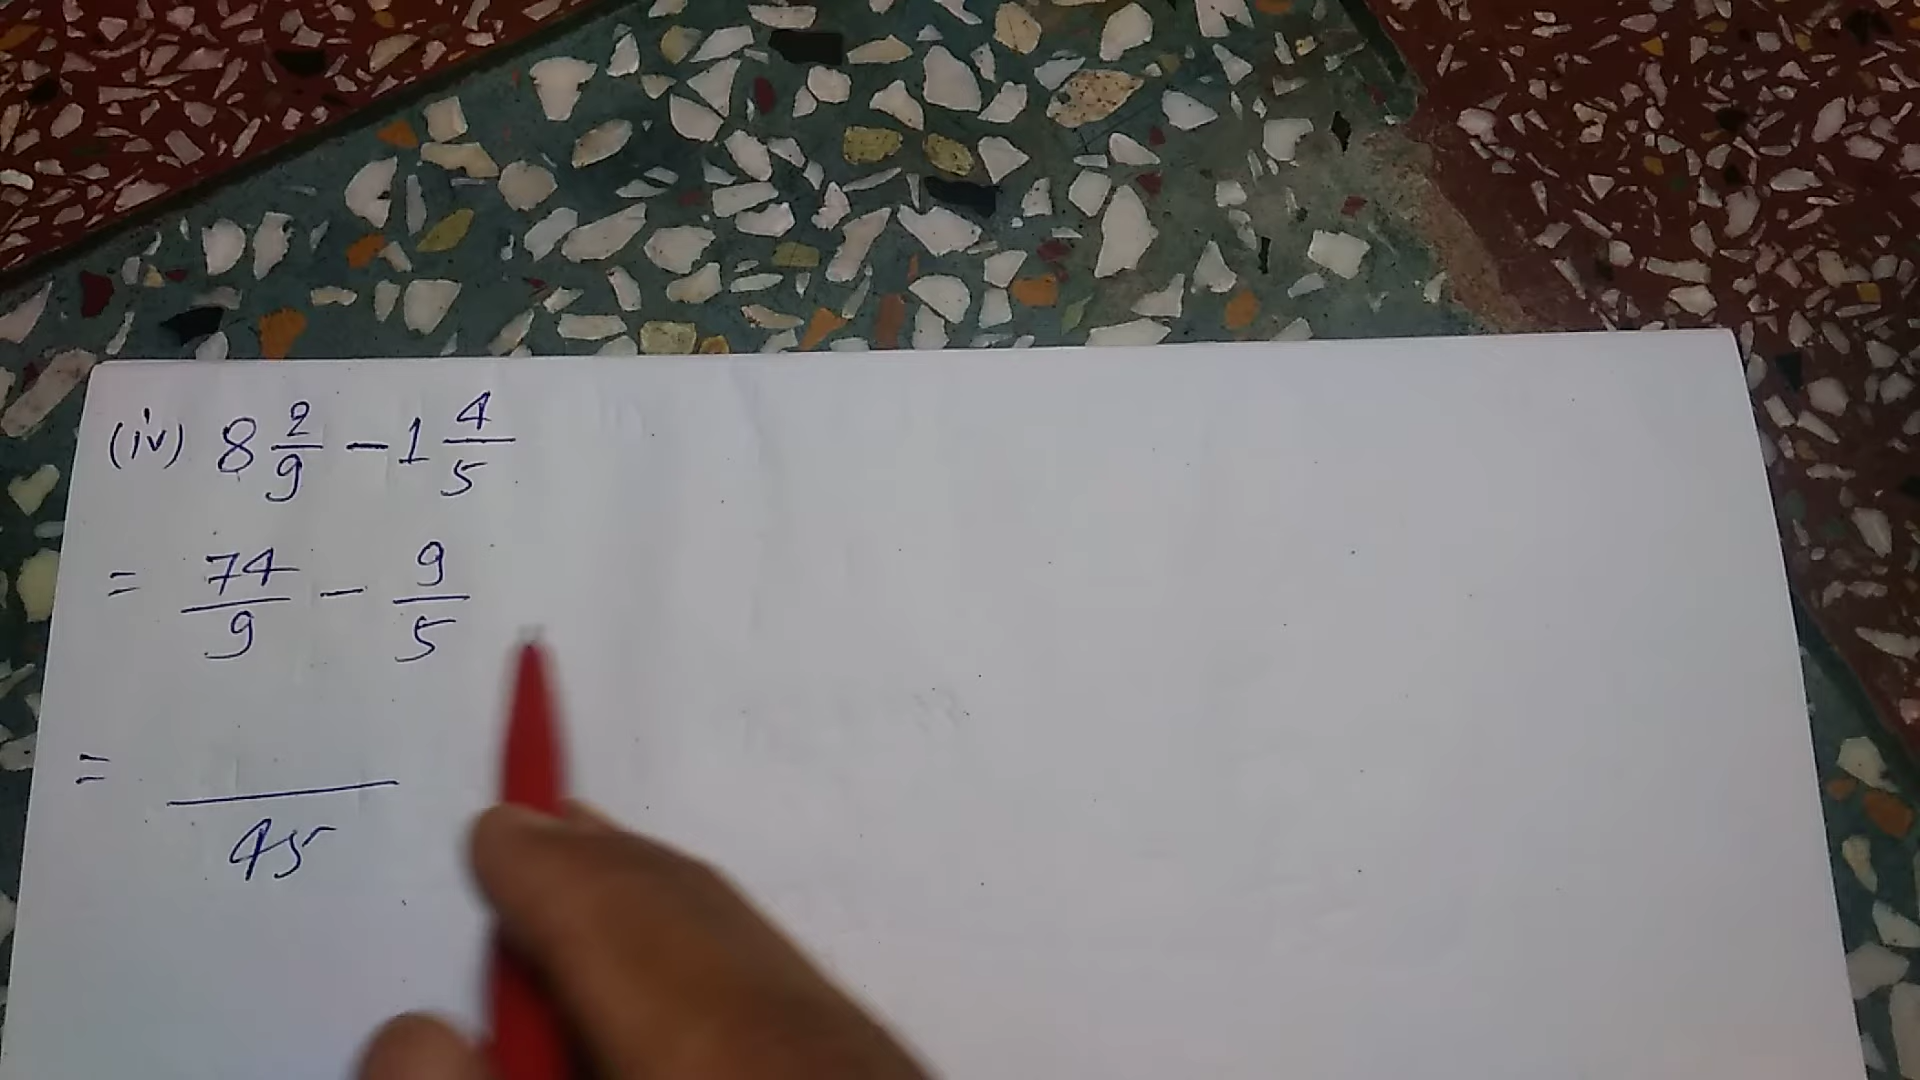 (iv) 8 2/9 - 1 4/5
= 74/9 - 9/5
= /45